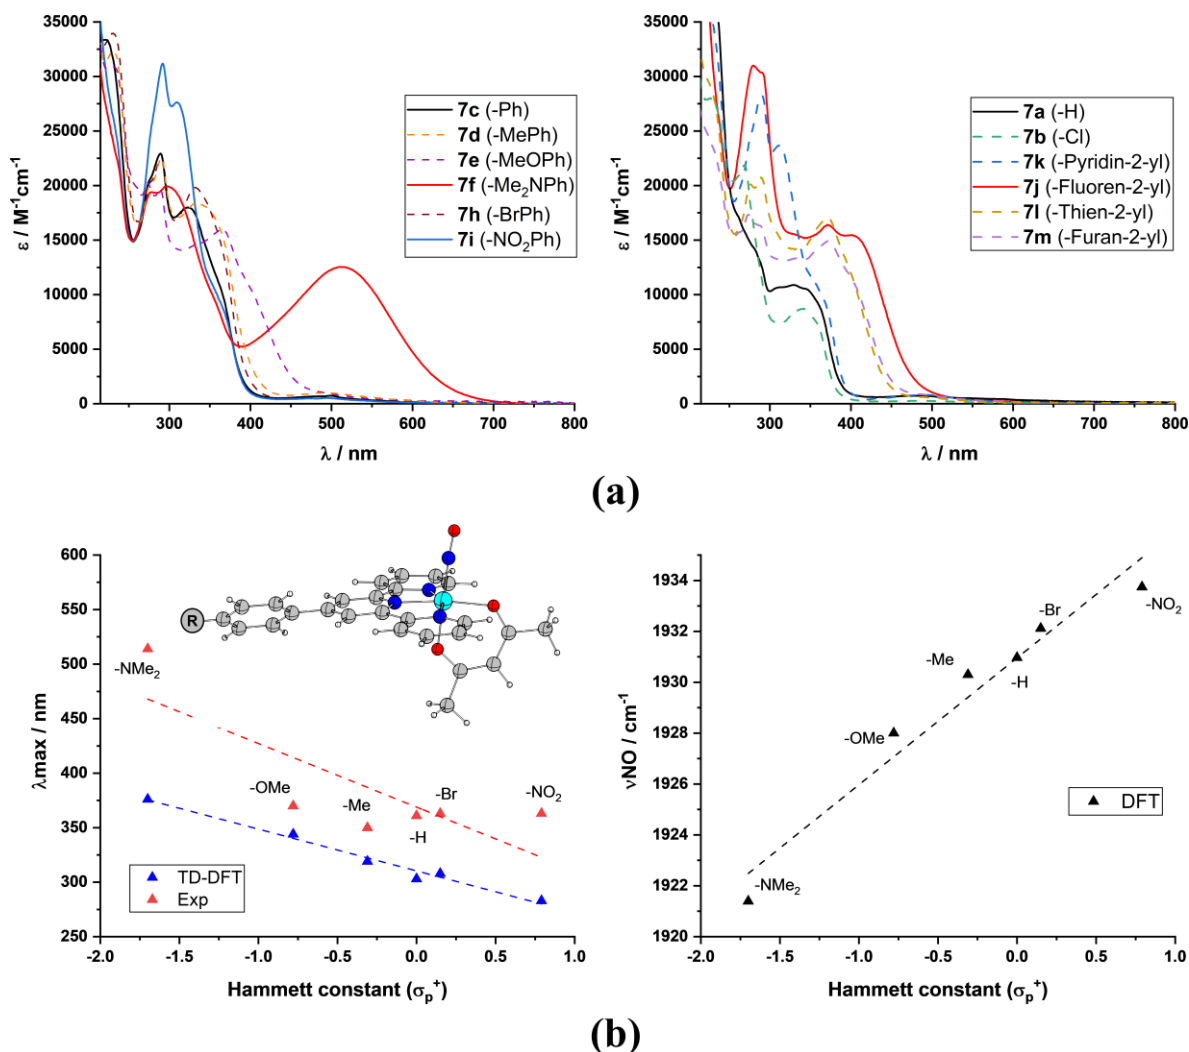 35000
30000
25000
20000
15000
10000
5000
0
ε / M⁻¹cm⁻¹
300 400 500 600 700 800
λ / nm
7c (-Ph)
7d (-MePh)
7e (-MeOPh)
7f (-Me₂NPh)
7h (-BrPh)
7i (-NO₂Ph)
35000
30000
25000
20000
15000
10000
5000
0
ε / M⁻¹cm⁻¹
300 400 500 600 700 800
λ / nm
7a (-H)
7b (-Cl)
7k (-Pyridin-2-yl)
7j (-Fluoren-2-yl)
7l (-Thien-2-yl)
7m (-Furan-2-yl)
(a)
600
550
500
450
400
350
300
250
λmax / nm
R
-NMe₂
-OMe
-Me
-H
-Br
-NO₂
TD-DFT
Exp
-2.0 -1.5 -1.0 -0.5 0.0 0.5 1.0
Hammett constant (σₚ⁺)
1934
1932
1930
1928
1926
1924
1922
1920
νNO / cm⁻¹
-NO₂
-Br
-Me
-H
-OMe
-NMe₂
DFT
-2.0 -1.5 -1.0 -0.5 0.0 0.5 1.0
Hammett constant (σₚ⁺)
(b)